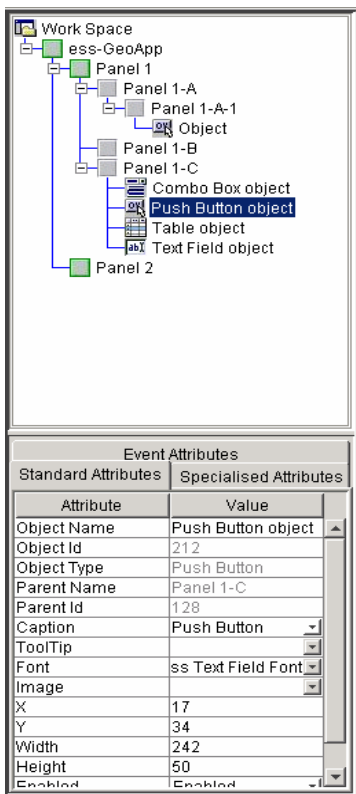 Work Space
ess-GeoApp
Panel 1
Panel 1-A
Panel 1-A-1
Object
Panel 1-B
Panel 1-C
Combo Box object
Push Button object
Table object
Text Field object
Panel 2
Event Attributes
Standard Attributes Specialised Attributes
Attribute Value
Object Name Push Button object
Object Id 212
Object Type Push Button
Parent Name Panel 1-C
Parent Id 128
Caption Push Button
ToolTip
Font ss Text Field Font
Image
X 17
Y 34
Width 242
Height 50
Enabled Enabled